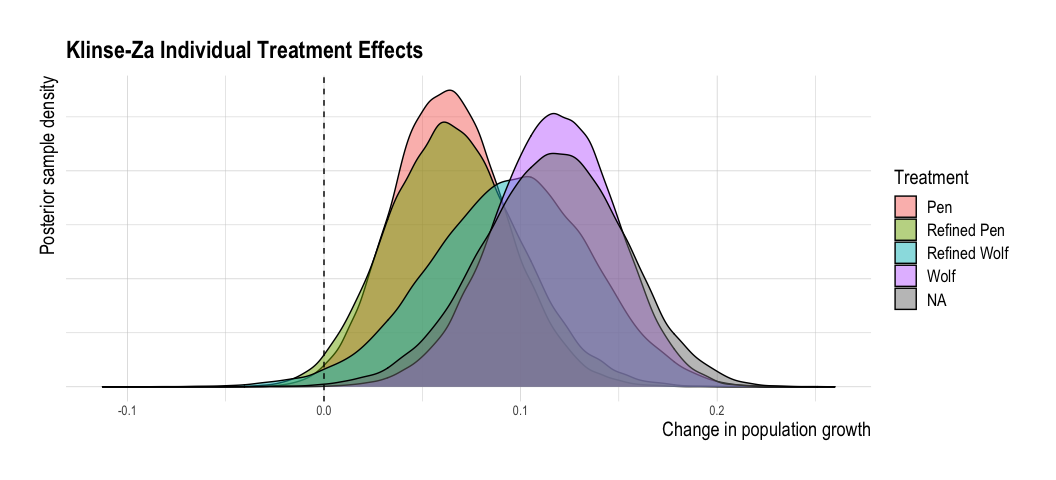 Klinse-Za Individual Treatment Effects
Posterior sample density
-0.1
0.0
0.1
0.2
Change in population growth
Treatment
Pen
Refined Pen
Refined Wolf
Wolf
NA